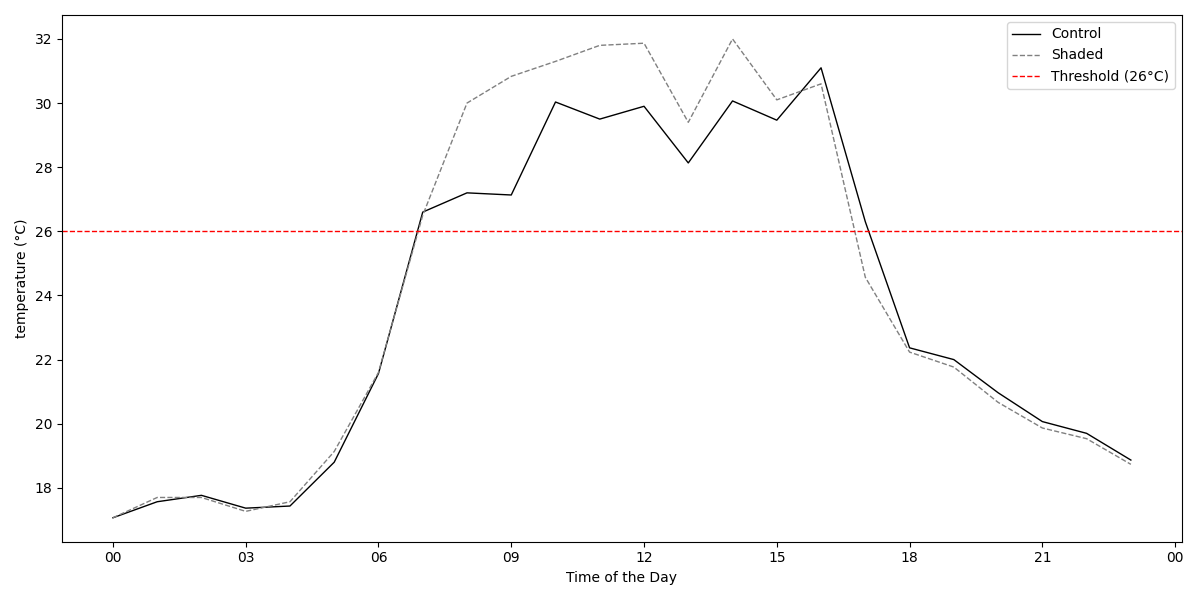 Control
Shaded
Threshold (26°C)
temperature (°C)
32
30
28
26
24
22
20
18
00 03 06 09 12 15 18 21 00
Time of the Day